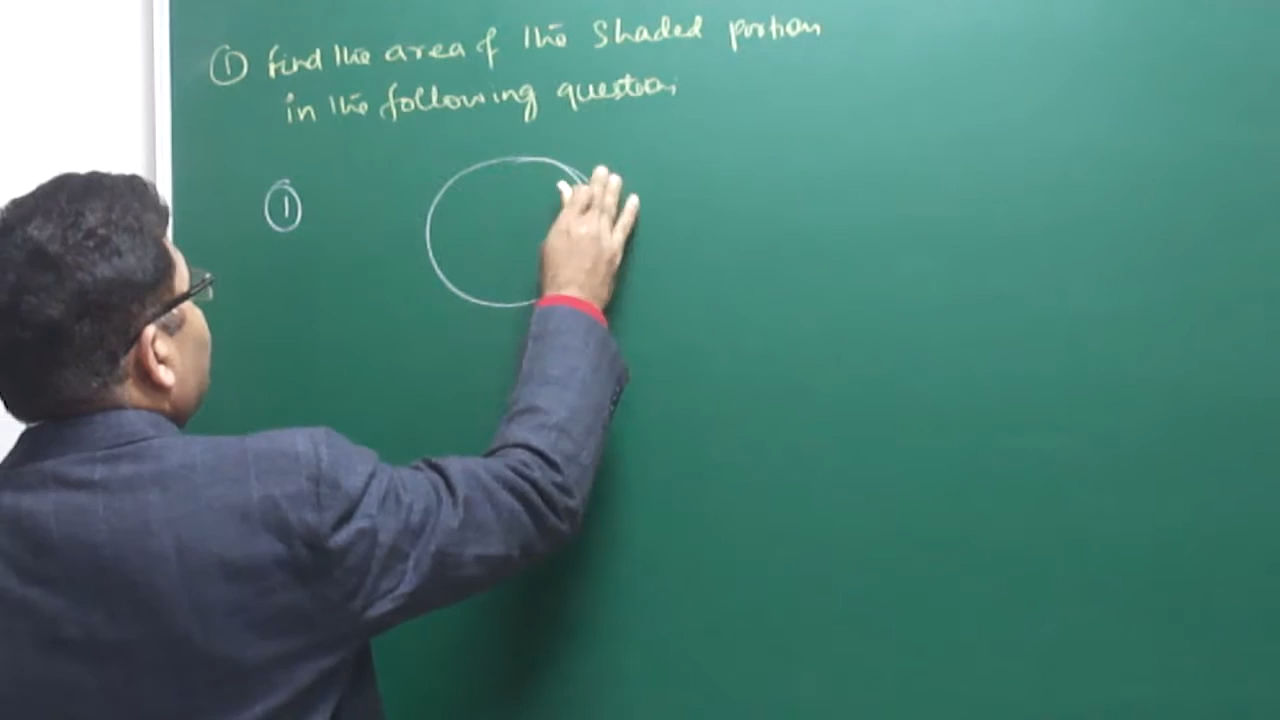 ① Find the area of the Shaded portion
in the following question;
①